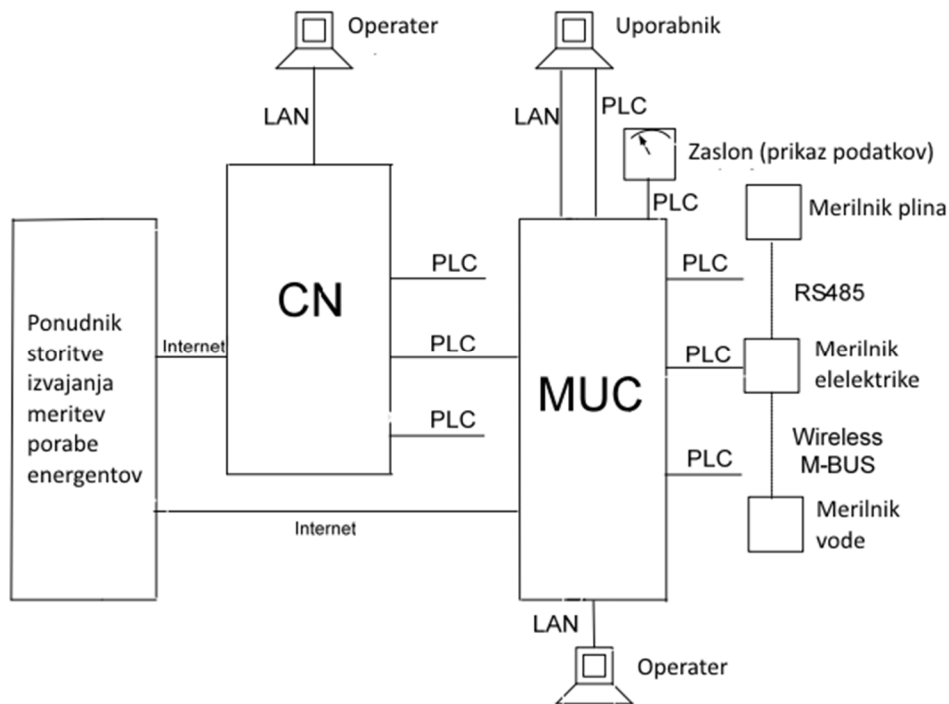 Operater
LAN
Uporabnik
LAN
PLC
Zaslon (prikaz podatkov)
PLC
Merilnik plina
CN
PLC
PLC
RS485
Ponudnik
storitve
izvajanja
meritev
porabe
energentov
Internet
PLC
MUC
PLC
Merilnik
elelektrike
PLC
Wireless
M-BUS
PLC
Internet
Merilnik
vode
LAN
Operater